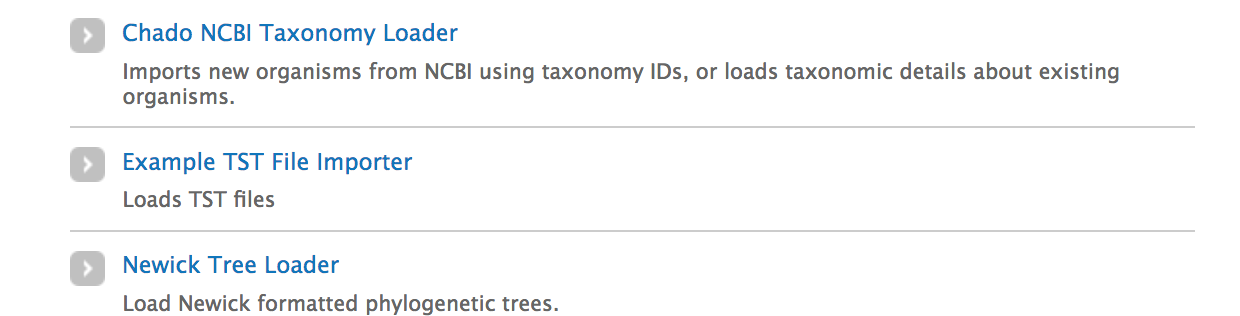 Chado NCBI Taxonomy Loader
Imports new organisms from NCBI using taxonomy IDs, or loads taxonomic details about existing
organisms.
Example TST File Importer
Loads TST files
Newick Tree Loader
Load Newick formatted phylogenetic trees.